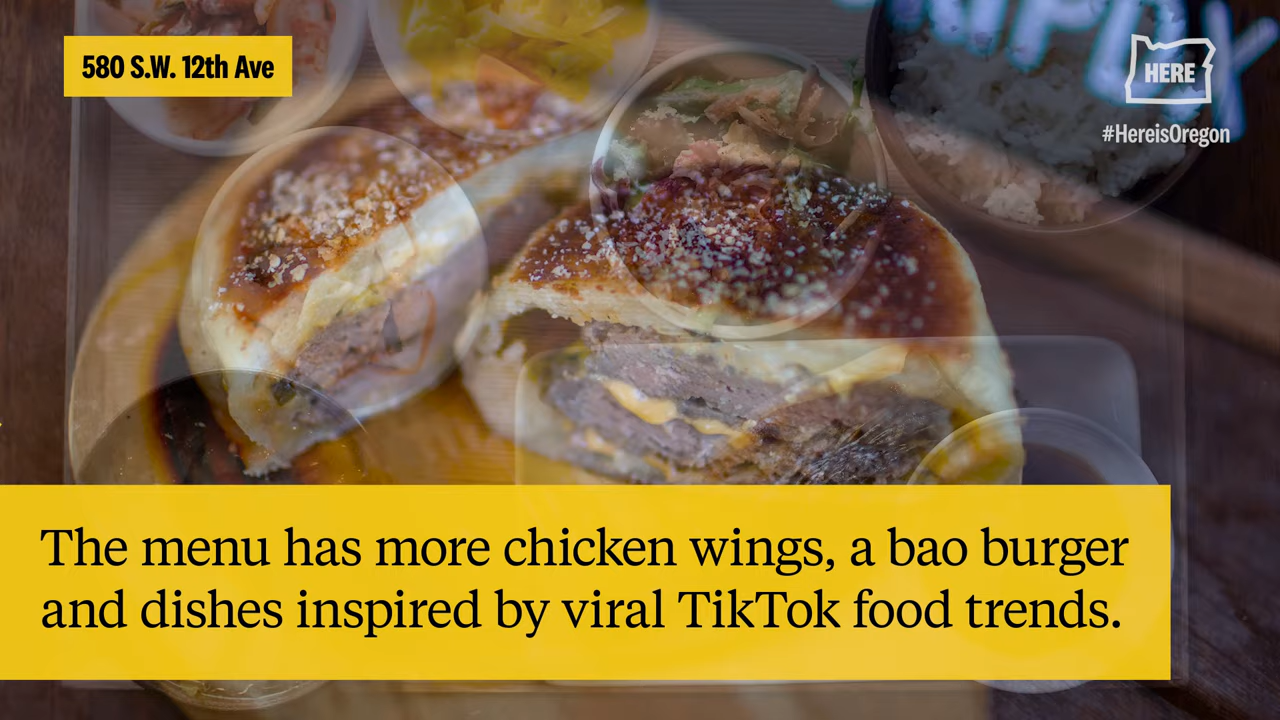 580 S.W. 12th Ave
HERE
#HereisOregon
The menu has more chicken wings, a bao burger
and dishes inspired by viral TikTok food trends.